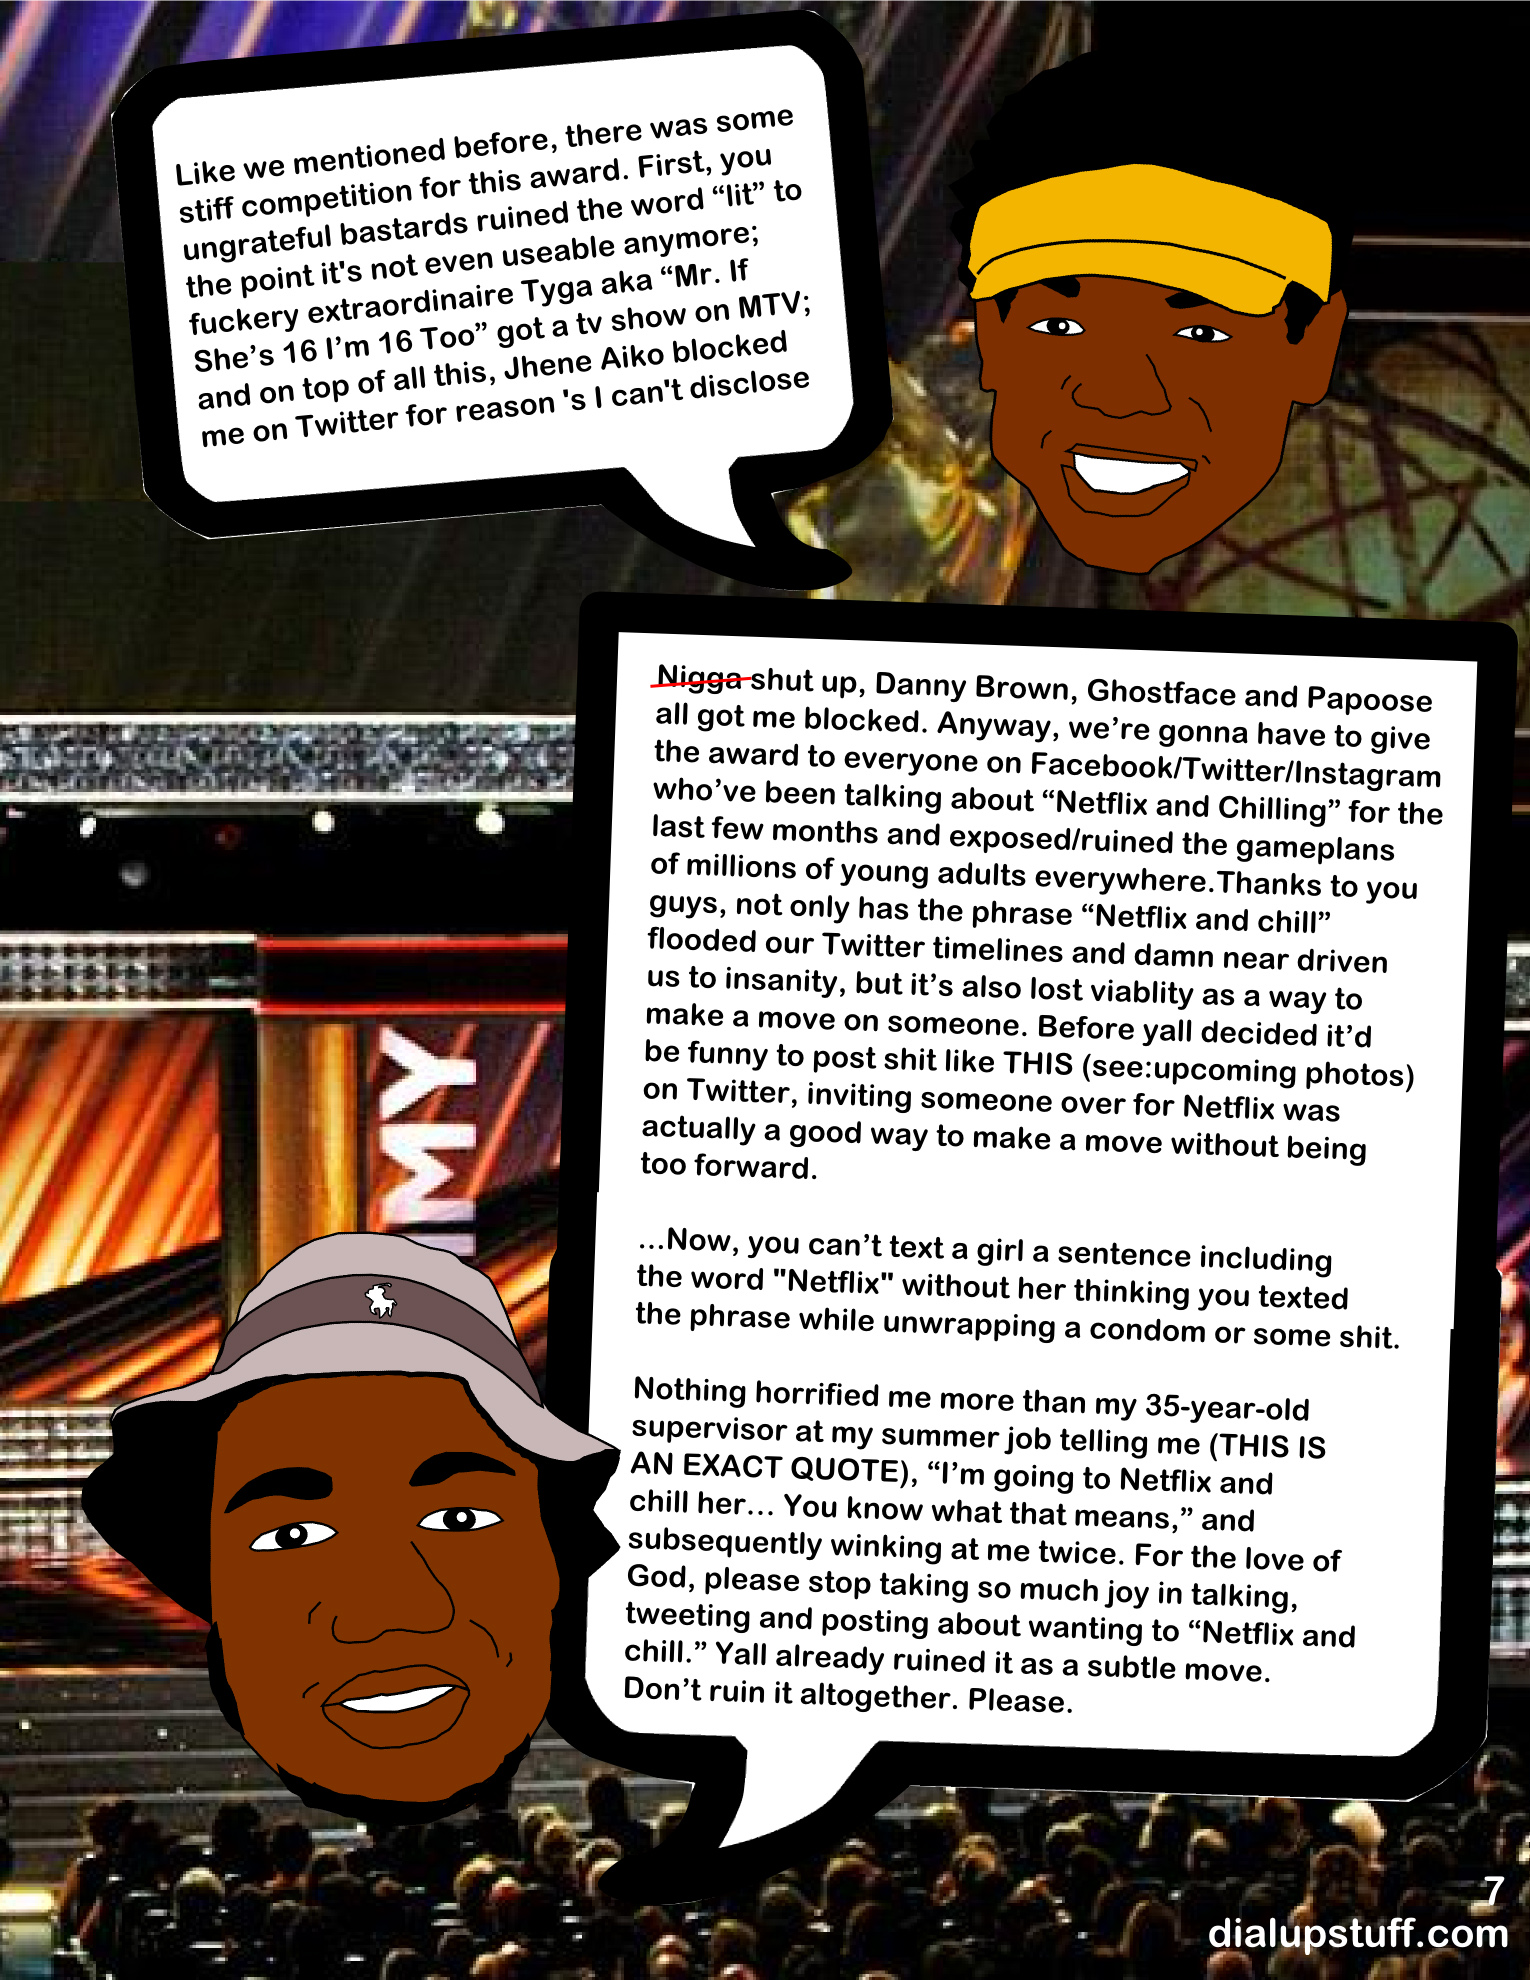 Like we mentioned before, there was some
stiff competition for this award. First, you
ungrateful bastards ruined the word “lit” to
the point it's not even useable anymore;
fuckery extraordinaire Tyga aka “Mr. If
She’s 16 I’m 16 Too” got a tv show on MTV;
and on top of all this, Jhene Aiko blocked
me on Twitter for reason 's I can't disclose
Nigga shut up, Danny Brown, Ghostface and Papoose
all got me blocked. Anyway, we’re gonna have to give
the award to everyone on Facebook/Twitter/Instagram
who’ve been talking about “Netflix and Chilling” for the
last few months and exposed/ruined the gameplans
of millions of young adults everywhere.Thanks to you
guys, not only has the phrase “Netflix and chill”
flooded our Twitter timelines and damn near driven
us to insanity, but it’s also lost viablity as a way to
make a move on someone. Before yall decided it’d
be funny to post shit like THIS (see:upcoming photos)
on Twitter, inviting someone over for Netflix was
actually a good way to make a move without being
too forward.
...Now, you can’t text a girl a sentence including
the word "Netflix" without her thinking you texted
the phrase while unwrapping a condom or some shit.
Nothing horrified me more than my 35-year-old
supervisor at my summer job telling me (THIS IS
AN EXACT QUOTE), “I’m going to Netflix and
chill her... You know what that means,” and
subsequently winking at me twice. For the love of
God, please stop taking so much joy in talking,
tweeting and posting about wanting to “Netflix and
chill.” Yall already ruined it as a subtle move.
Don’t ruin it altogether. Please.
MY
7
dialupstuff.com